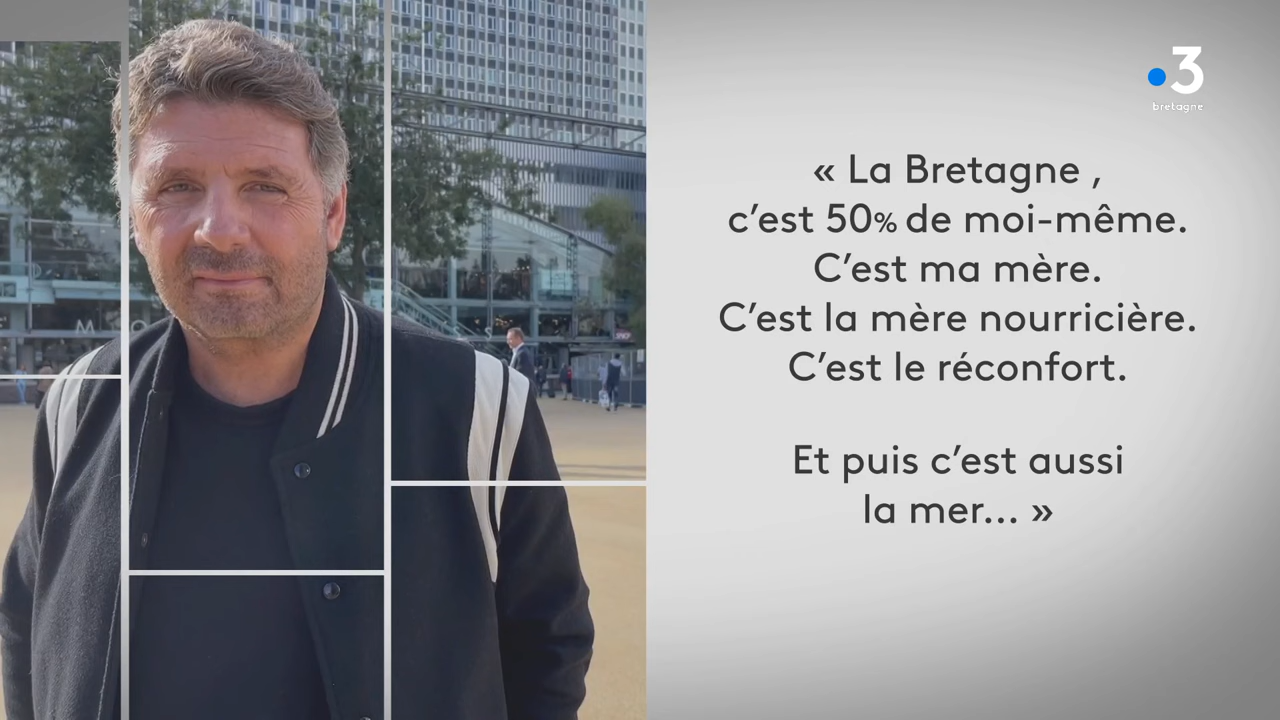 3
bretagne
« La Bretagne ,
c’est 50% de moi-même.
C’est ma mère.
C’est la mère nourricière.
C’est le réconfort.
Et puis c’est aussi
la mer... »
SNCF